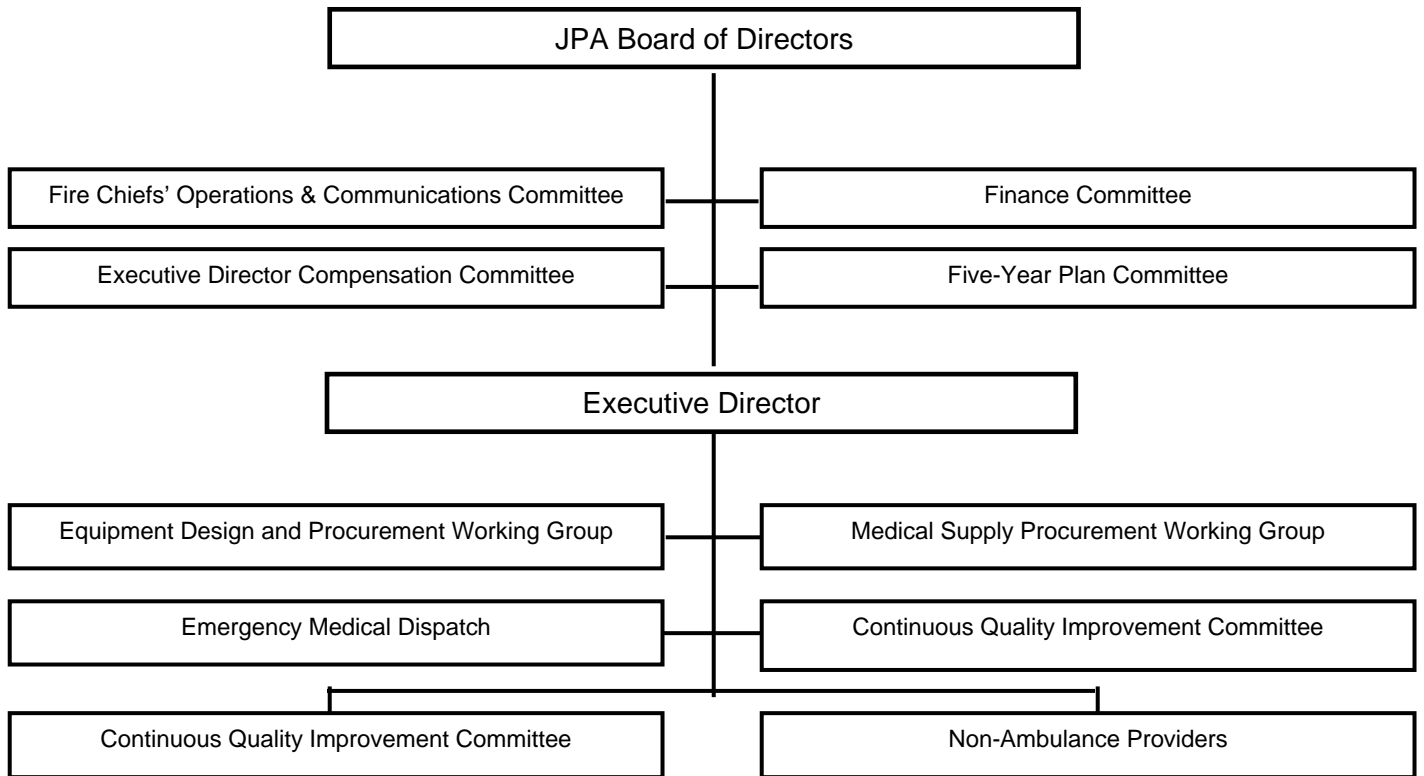 JPA Board of Directors
Fire Chiefs’ Operations & Communications Committee
Finance Committee
Executive Director Compensation Committee
Five-Year Plan Committee
Executive Director
Equipment Design and Procurement Working Group
Medical Supply Procurement Working Group
Emergency Medical Dispatch
Continuous Quality Improvement Committee
Continuous Quality Improvement Committee
Non-Ambulance Providers